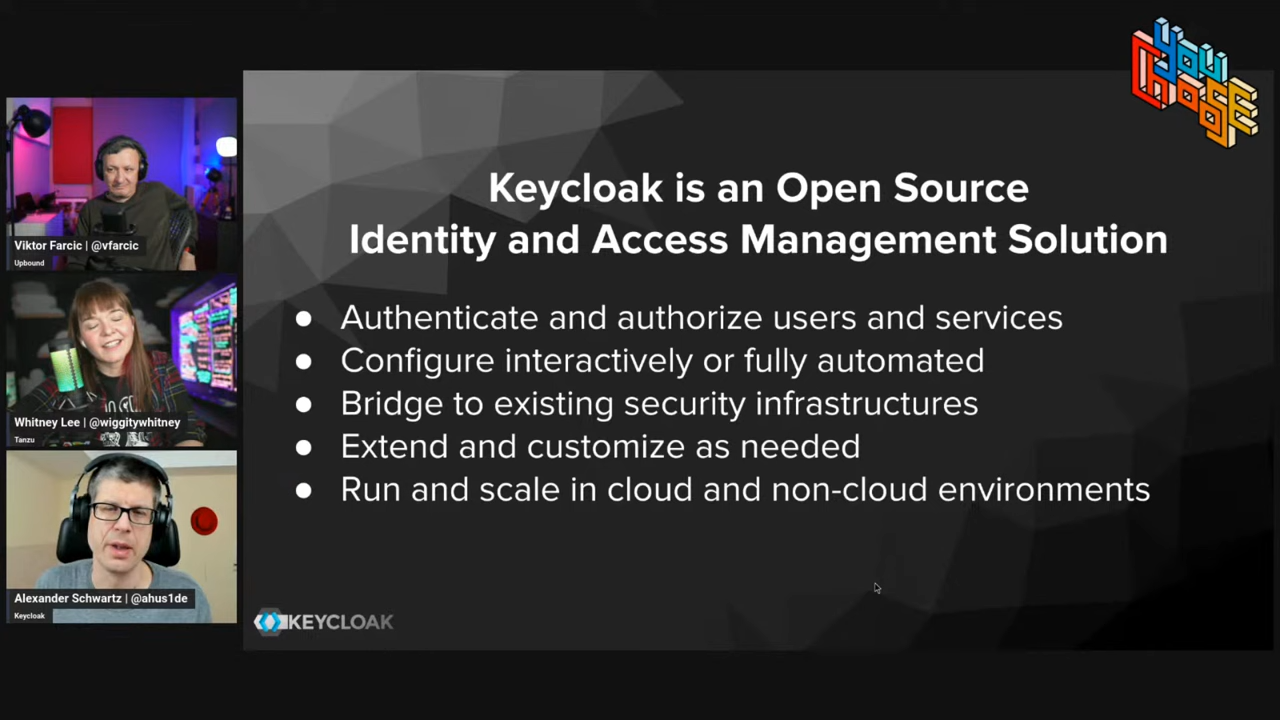 YOU
CHOOSE
Keycloak is an Open Source
Identity and Access Management Solution
● Authenticate and authorize users and services
● Configure interactively or fully automated
● Bridge to existing security infrastructures
● Extend and customize as needed
● Run and scale in cloud and non-cloud environments
KEYCLOAK
Viktor Farcic | @vfarcic
Upbound
Whitney Lee | @wiggitywhitney
Tanzu
Alexander Schwartz | @ahus1de
Keycloak